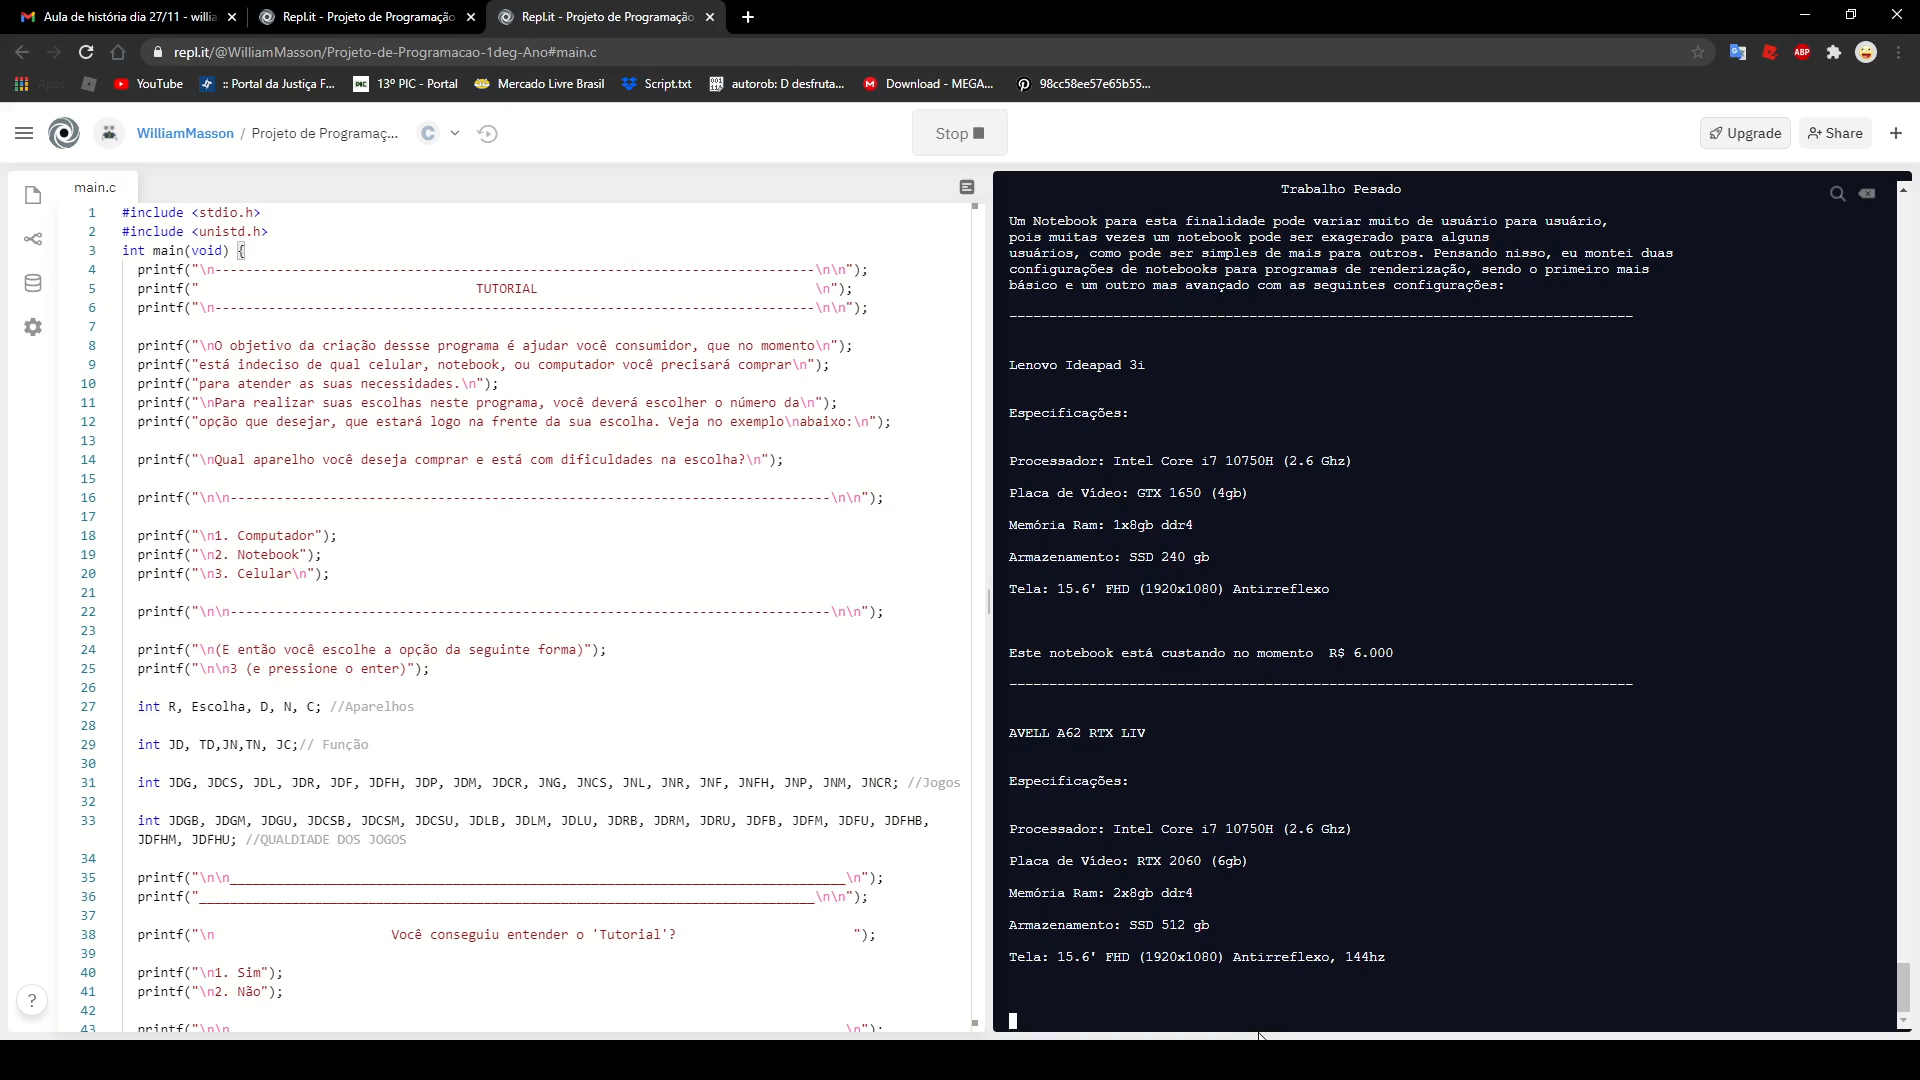 Aula de história dia 27/11 - willia
Repl.it - Projeto de Programação
Repl.it - Projeto de Programação
repl.it/@WilliamMasson/Projeto-de-Programacao-1deg-Ano#main.c
Apps
YouTube
:: Portal da Justiça F...
13º PIC - Portal
Mercado Livre Brasil
Script.txt
autorob: D desfruta...
Download - MEGA...
98cc58ee57e65b55...
ABP
WilliamMasson / Projeto de Programaç...
C
Stop
Upgrade
Share
main.c
1 #include <stdio.h>
2 #include <unistd.h>
3 int main(void) {
4 printf("\n------------------------------------------------------------------------------\n\n");
5 printf(" TUTORIAL \n");
6 printf("\n------------------------------------------------------------------------------\n\n");
7
8 printf("\nO objetivo da criação dessse programa é ajudar você consumidor, que no momento\n");
9 printf("está indeciso de qual celular, notebook, ou computador você precisará comprar\n");
10 printf("para atender as suas necessidades.\n");
11 printf("\nPara realizar suas escolhas neste programa, você deverá escolher o número da\n");
12 printf("opção que desejar, que estará logo na frente da sua escolha. Veja no exemplo\nabaixo:\n");
13
14 printf("\nQual aparelho você deseja comprar e está com dificuldades na escolha?\n");
15
16 printf("\n\n------------------------------------------------------------------------------\n\n");
17
18 printf("\n1. Computador");
19 printf("\n2. Notebook");
20 printf("\n3. Celular\n");
21
22 printf("\n\n------------------------------------------------------------------------------\n\n");
23
24 printf("\n(E então você escolhe a opção da seguinte forma)");
25 printf("\n\n3 (e pressione o enter)");
26
27 int R, Escolha, D, N, C; //Aparelhos
28
29 int JD, TD,JN,TN, JC;// Função
30
31 int JDG, JDCS, JDL, JDR, JDF, JDFH, JDP, JDM, JDCR, JNG, JNCS, JNL, JNR, JNF, JNFH, JNP, JNM, JNCR; //Jogos
32
33 int JDGB, JDGM, JDGU, JDCSB, JDCSM, JDCSU, JDLB, JDLM, JDLU, JDRB, JDRM, JDRU, JDFB, JDFM, JDFU, JDFHB,
JDFHM, JDFHU; //QUALDIADE DOS JOGOS
34
35 printf("\n\n________________________________________________________________________________\n");
36 printf("________________________________________________________________________________\n\n");
37
38 printf("\n Você conseguiu entender o 'Tutorial'? ");
39
40 printf("\n1. Sim");
41 printf("\n2. Não");
42
43 printf("\n\n \n");
?
Trabalho Pesado
Um Notebook para esta finalidade pode variar muito de usuário para usuário,
pois muitas vezes um notebook pode ser exagerado para alguns
usuários, como pode ser simples de mais para outros. Pensando nisso, eu montei duas
configurações de notebooks para programas de renderização, sendo o primeiro mais
básico e um outro mas avançado com as seguintes configurações:
------------------------------------------------------------------------------
Lenovo Ideapad 3i
Especificações:
Processador: Intel Core i7 10750H (2.6 Ghz)
Placa de Vídeo: GTX 1650 (4gb)
Memória Ram: 1x8gb ddr4
Armazenamento: SSD 240 gb
Tela: 15.6' FHD (1920x1080) Antirreflexo
Este notebook está custando no momento R$ 6.000
------------------------------------------------------------------------------
AVELL A62 RTX LIV
Especificações:
Processador: Intel Core i7 10750H (2.6 Ghz)
Placa de Vídeo: RTX 2060 (6gb)
Memória Ram: 2x8gb ddr4
Armazenamento: SSD 512 gb
Tela: 15.6' FHD (1920x1080) Antirreflexo, 144hz